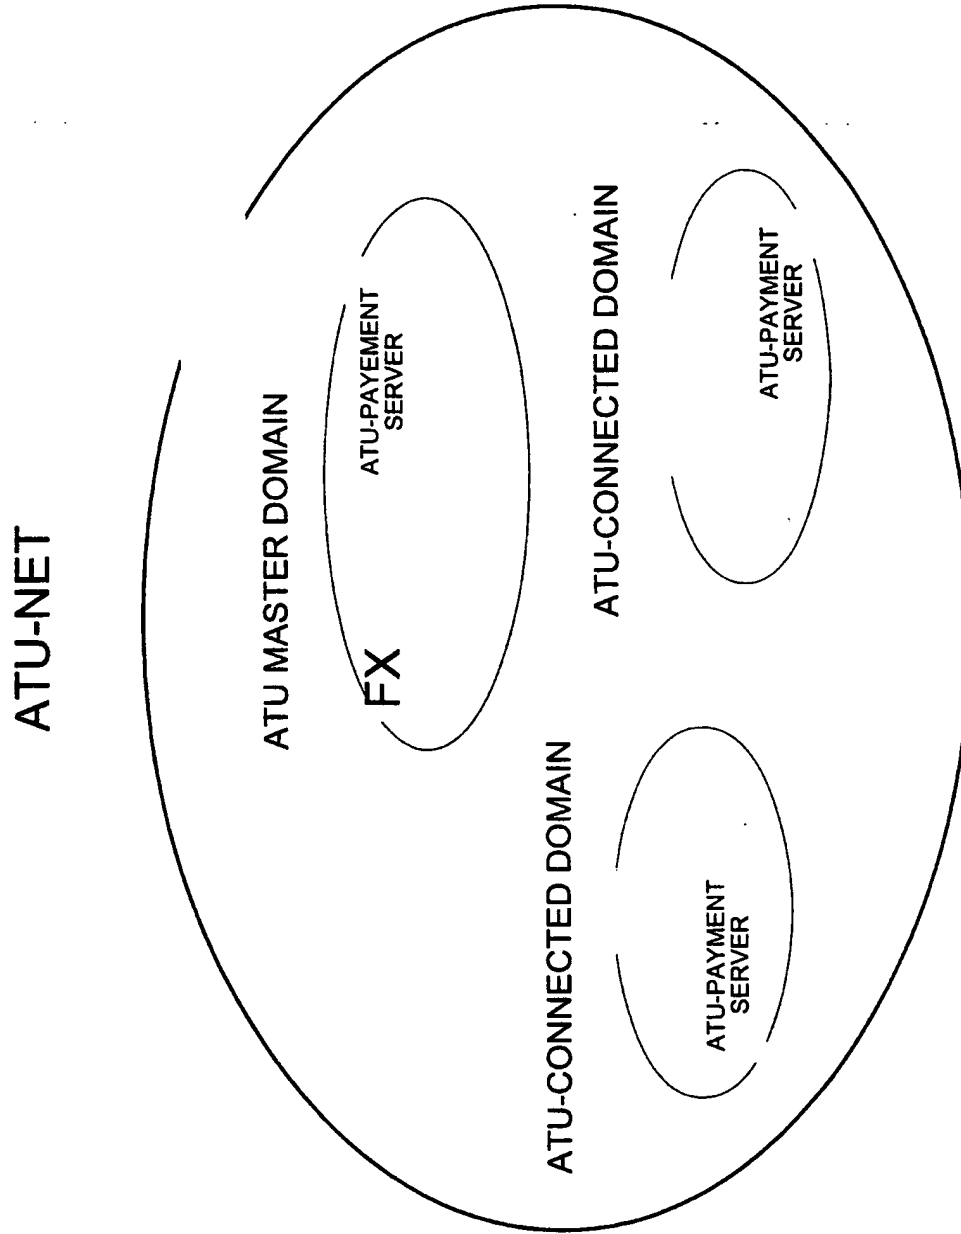 ATU-NET
ATU MASTER DOMAIN
FX
ATU-PAYEMENT
SERVER
ATU-CONNECTED DOMAIN
ATU-PAYMENT
SERVER
ATU-CONNECTED DOMAIN
ATU-PAYMENT
SERVER